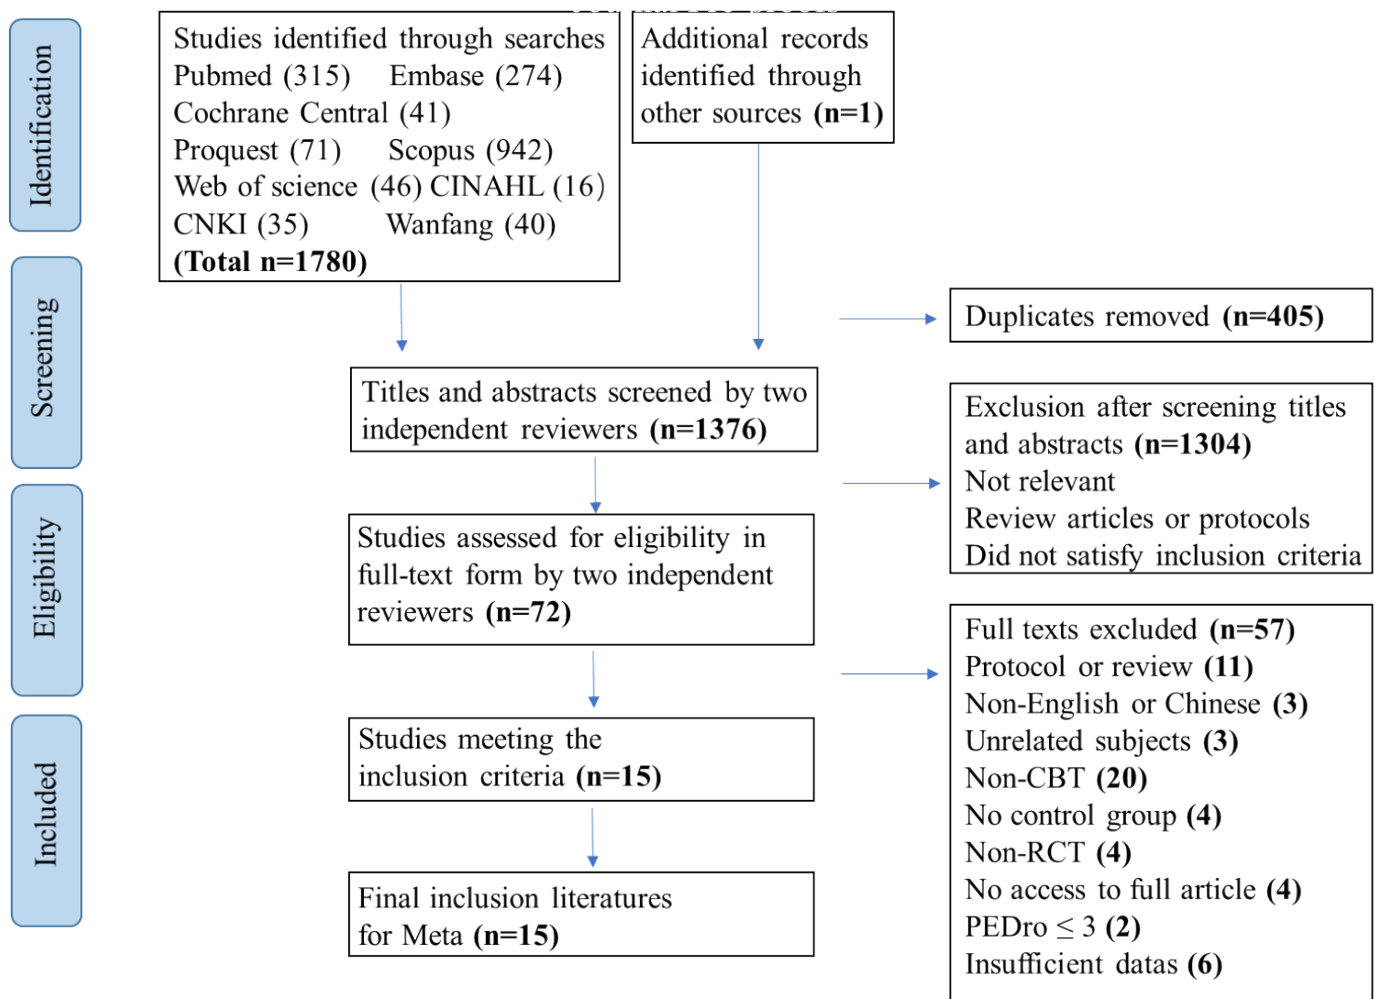 Identification
Studies identified through searches
Pubmed (315) Embase (274)
Cochrane Central (41)
Proquest (71) Scopus (942)
Web of science (46) CINAHL (16)
CNKI (35) Wanfang (40)
(Total n=1780)
Additional records
identified through
other sources (n=1)
Screening
Duplicates removed (n=405)
Titles and abstracts screened by two
independent reviewers (n=1376)
Exclusion after screening titles
and abstracts (n=1304)
Not relevant
Review articles or protocols
Did not satisfy inclusion criteria
Eligibility
Studies assessed for eligibility in
full-text form by two independent
reviewers (n=72)
Full texts excluded (n=57)
Protocol or review (11)
Non-English or Chinese (3)
Unrelated subjects (3)
Non-CBT (20)
No control group (4)
Non-RCT (4)
No access to full article (4)
PEDro ≤ 3 (2)
Insufficient datas (6)
Included
Studies meeting the
inclusion criteria (n=15)
Final inclusion literatures
for Meta (n=15)